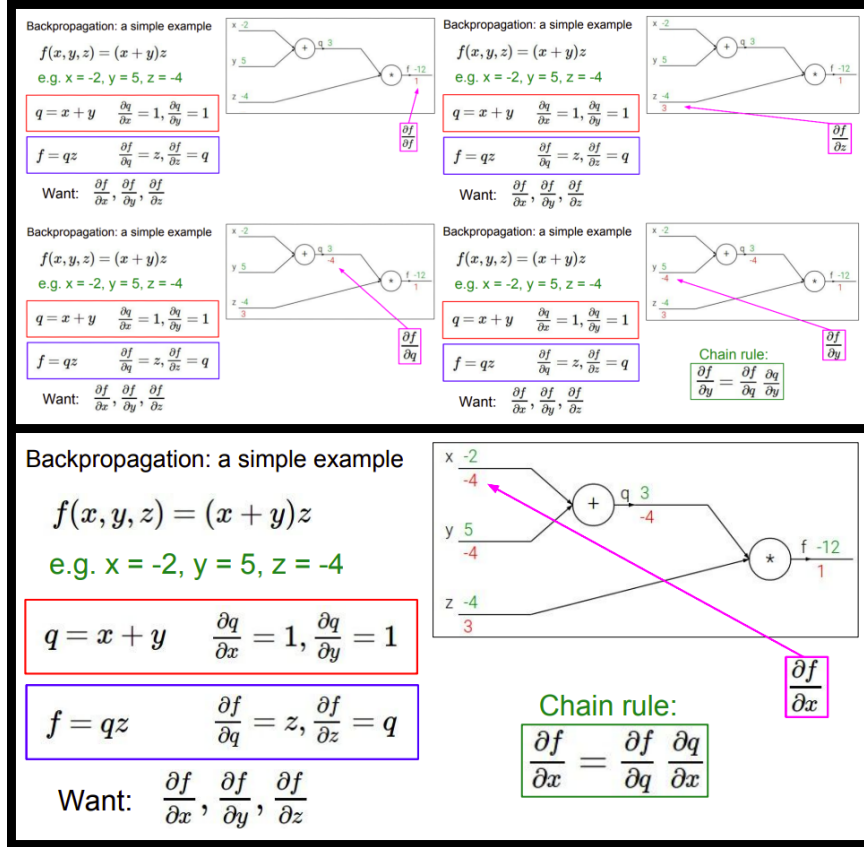 Backpropagation: a simple example
f(x, y, z) = (x + y)z
e.g. x = -2, y = 5, z = -4
q = x + y ∂q/∂x = 1, ∂q/∂y = 1
f = qz ∂f/∂q = z, ∂f/∂z = q
Want: ∂f/∂x, ∂f/∂y, ∂f/∂z
x -2
y 5
z -4
+
q 3
*
f -12
1
∂f/∂f
Backpropagation: a simple example
f(x, y, z) = (x + y)z
e.g. x = -2, y = 5, z = -4
q = x + y ∂q/∂x = 1, ∂q/∂y = 1
f = qz ∂f/∂q = z, ∂f/∂z = q
Want: ∂f/∂x, ∂f/∂y, ∂f/∂z
x -2
y 5
z -4
3
+
q 3
*
f -12
1
∂f/∂z
Backpropagation: a simple example
f(x, y, z) = (x + y)z
e.g. x = -2, y = 5, z = -4
q = x + y ∂q/∂x = 1, ∂q/∂y = 1
f = qz ∂f/∂q = z, ∂f/∂z = q
Want: ∂f/∂x, ∂f/∂y, ∂f/∂z
x -2
y 5
z -4
3
+
q 3
-4
*
f -12
1
∂f/∂q
Backpropagation: a simple example
f(x, y, z) = (x + y)z
e.g. x = -2, y = 5, z = -4
q = x + y ∂q/∂x = 1, ∂q/∂y = 1
f = qz ∂f/∂q = z, ∂f/∂z = q
Want: ∂f/∂x, ∂f/∂y, ∂f/∂z
x -2
y 5
-4
z -4
3
+
q 3
-4
*
f -12
1
∂f/∂y
Chain rule:
∂f/∂y = ∂f/∂q ∂q/∂y
Backpropagation: a simple example
f(x, y, z) = (x + y)z
e.g. x = -2, y = 5, z = -4
q = x + y ∂q/∂x = 1, ∂q/∂y = 1
f = qz ∂f/∂q = z, ∂f/∂z = q
Want: ∂f/∂x, ∂f/∂y, ∂f/∂z
x -2
-4
y 5
-4
z -4
3
+
q 3
-4
*
f -12
1
∂f/∂x
Chain rule:
∂f/∂x = ∂f/∂q ∂q/∂x